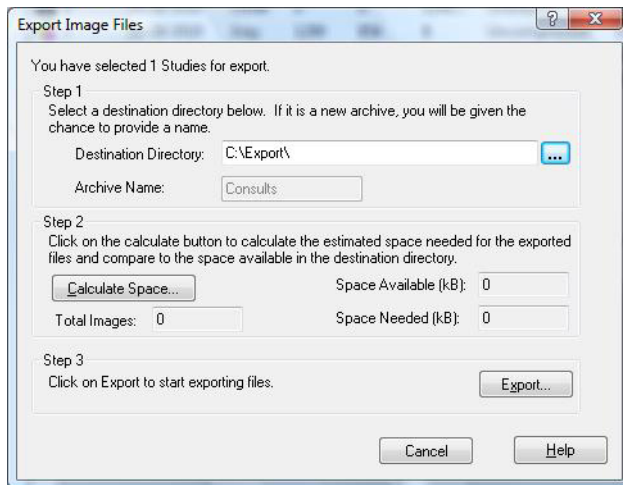 Export Image Files
You have selected 1 Studies for export.
Step 1
Select a destination directory below. If it is a new archive, you will be given the
chance to provide a name.
Destination Directory: C:\Export\ ...
Archive Name: Consults
Step 2
Click on the calculate button to calculate the estimated space needed for the exported
files and compare to the space available in the destination directory.
Calculate Space... Space Available (kB): 0
Total Images: 0 Space Needed (kB): 0
Step 3
Click on Export to start exporting files.
Export...
Cancel Help